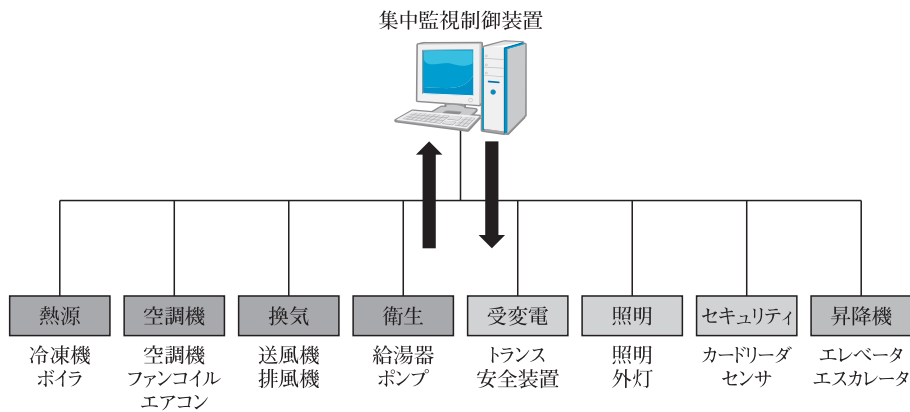 集中監視制御装置
熱源
空調機
換気
衛生
受変電
照明
セキュリティ
昇降機
冷凍機
ボイラ
空調機
ファンコイル
エアコン
送風機
排風機
給湯器
ポンプ
トランス
安全装置
照明
外灯
カードリーダ
センサ
エレベータ
エスカレータ